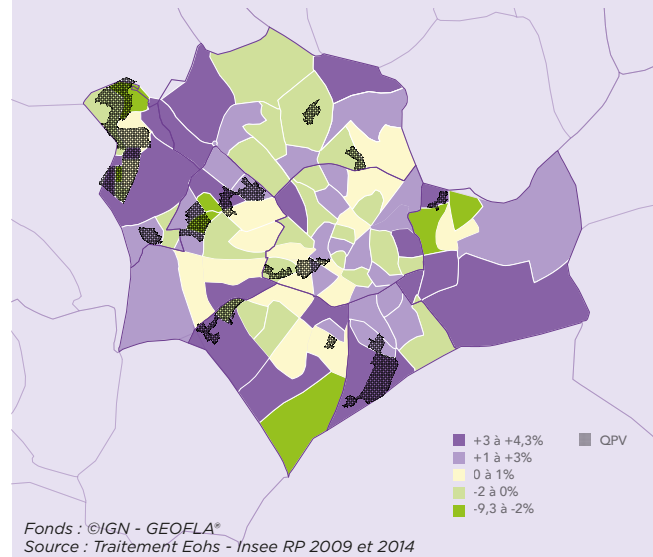 +3 à +4,3%
+1 à +3%
0 à 1%
-2 à 0%
-9,3 à -2%
QPV
Fonds : ©IGN - GEOFLA®
Source : Traitement Eohs - Insee RP 2009 et 2014